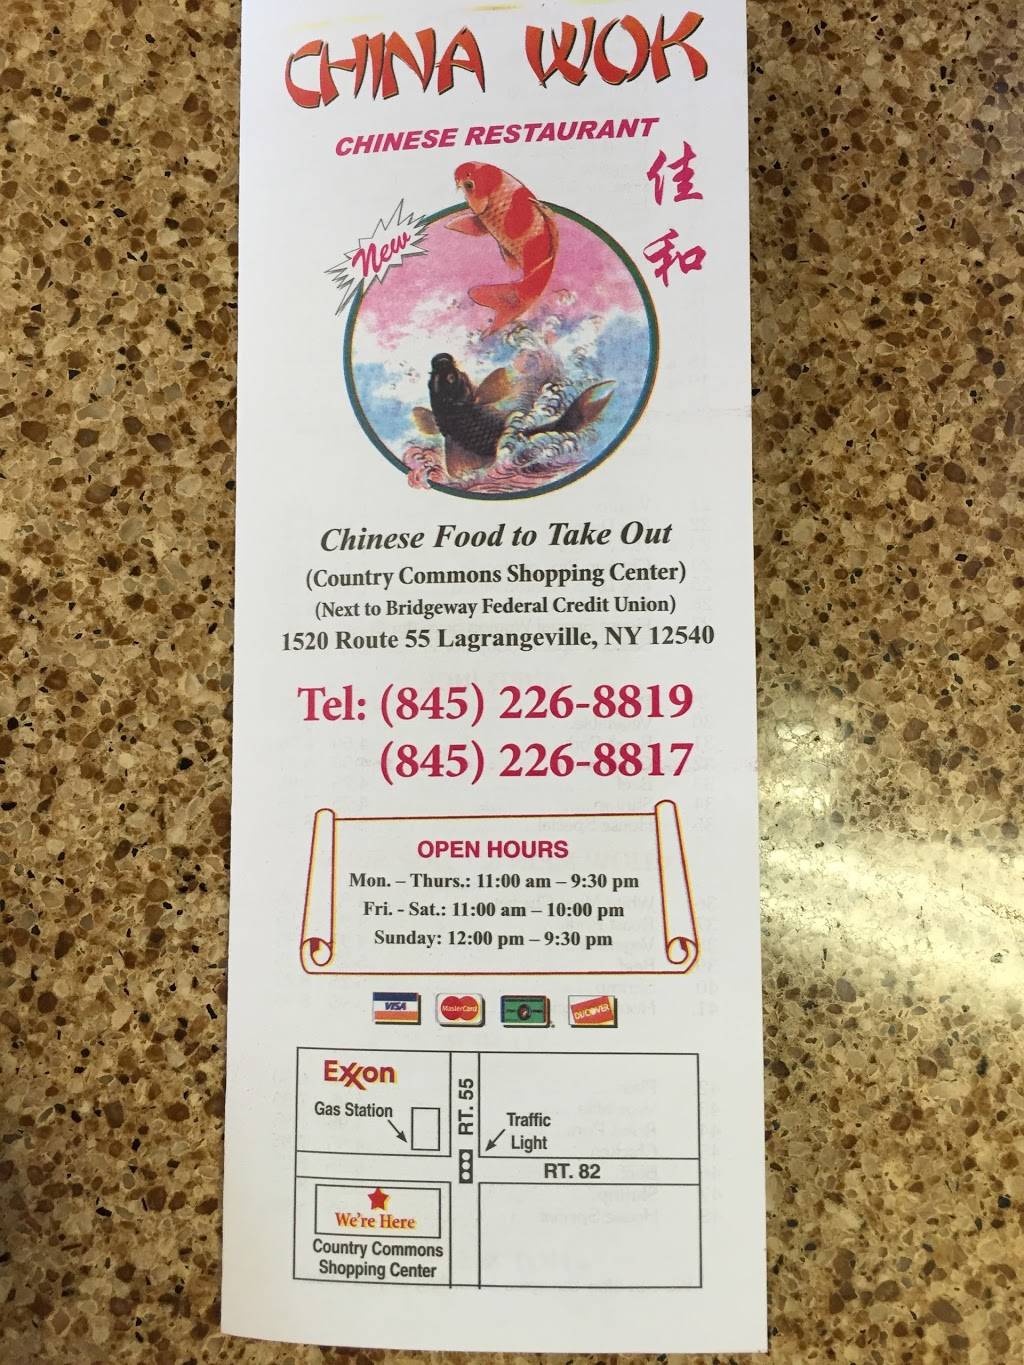 CHINA WOK
CHINESE RESTAURANT
佳
和
New
Chinese Food to Take Out
(Country Commons Shopping Center)
(Next to Bridgeway Federal Credit Union)
1520 Route 55 Lagrangeville, NY 12540
Tel: (845) 226-8819
(845) 226-8817
OPEN HOURS
Mon. – Thurs.: 11:00 am – 9:30 pm
Fri. - Sat.: 11:00 am – 10:00 pm
Sunday: 12:00 pm – 9:30 pm
VISA
MasterCard
DISCOVER
Exxon
Gas Station
RT. 55
Traffic
Light
RT. 82
We're Here
Country Commons
Shopping Center